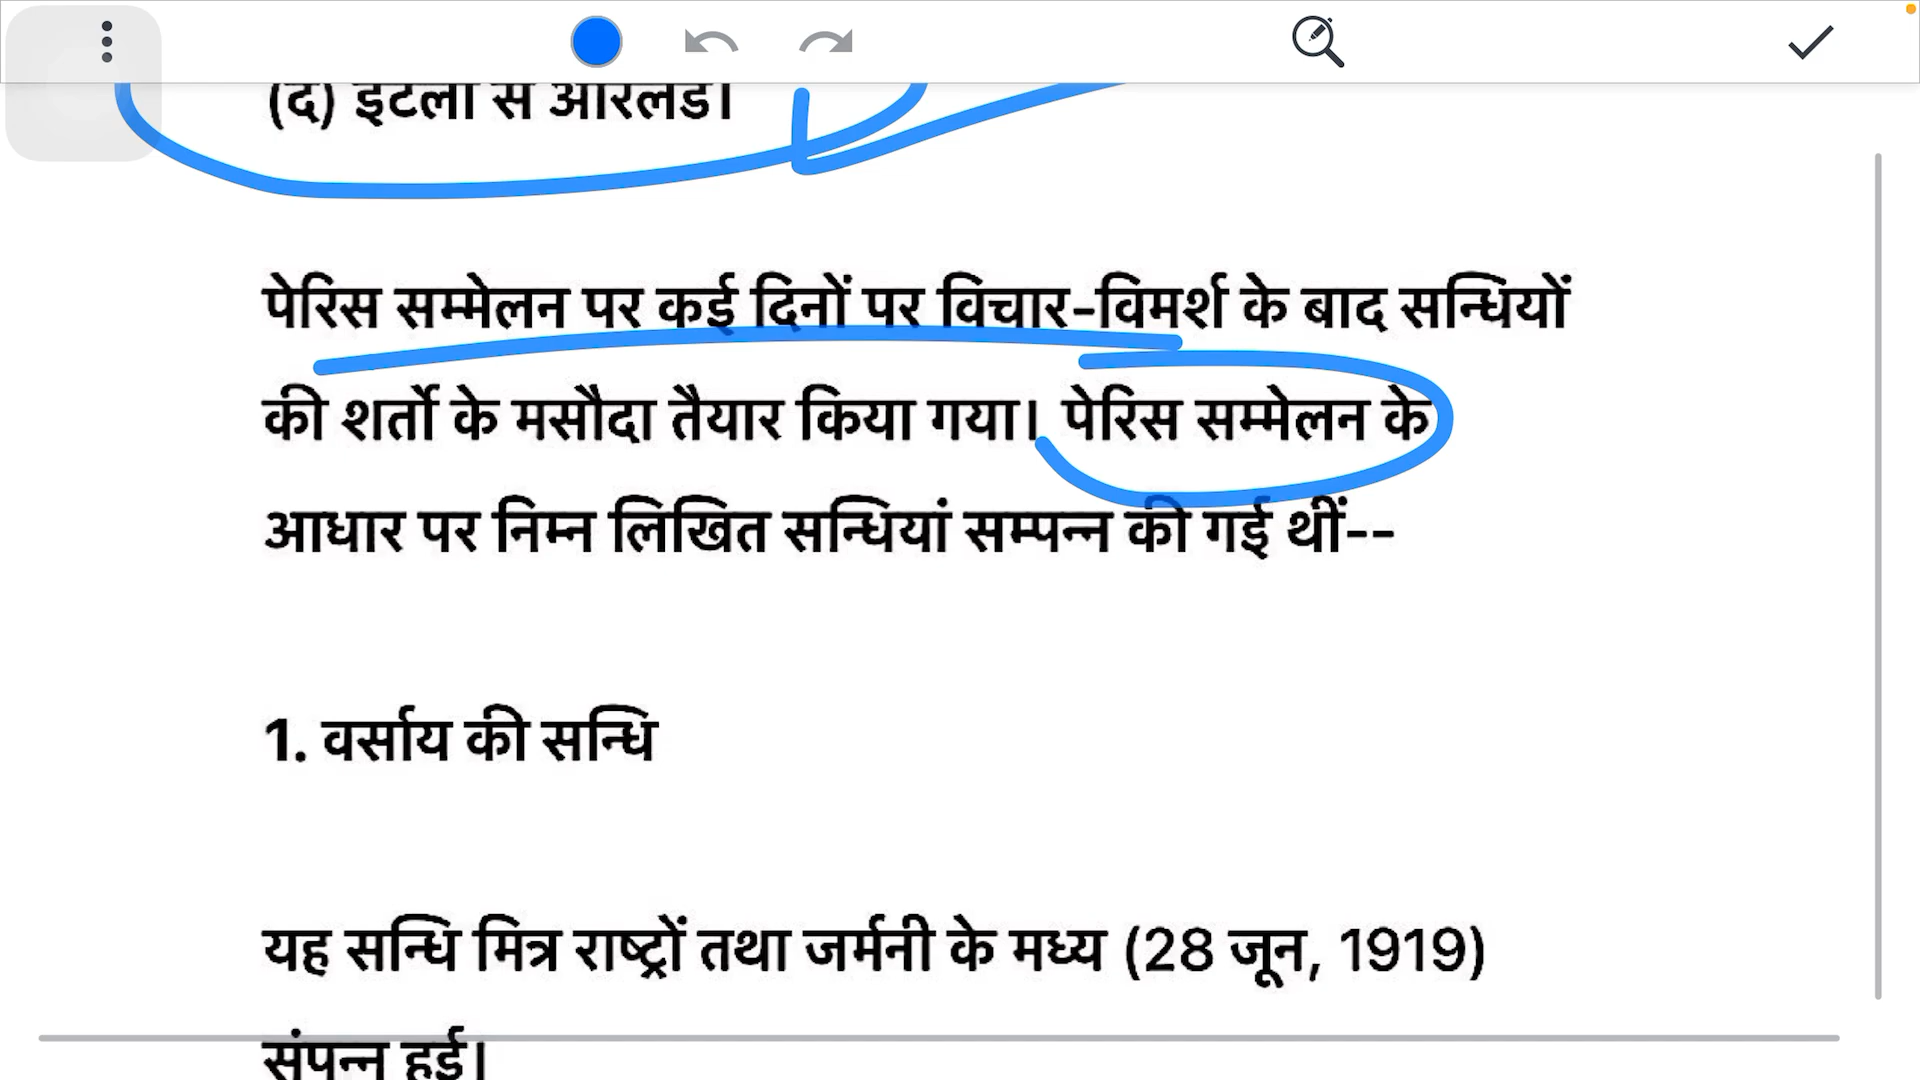 (द) इटली से ओरलैंडो।
पेरिस सम्मेलन पर कई दिनों पर विचार-विमर्श के बाद सन्धियों
की शर्तो के मसौदा तैयार किया गया। पेरिस सम्मेलन के
आधार पर निम्न लिखित सन्धियां सम्पन्न की गई थीं--
1. वर्साय की सन्धि
यह सन्धि मित्र राष्ट्रों तथा जर्मनी के मध्य (28 जून, 1919)
संपन्न हुई।